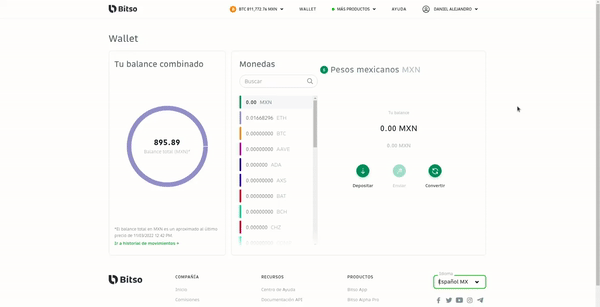 Bitso
BTC 811,772.74 MXN
WALLET
MÁS PRODUCTOS
AYUDA
DANIEL ALEJANDRO
Wallet
Tu balance combinado
895.89
Balance total (MXN)*
*El balance total en MXN es un aproximado al último
precio de 17/03/2022 12:42 PM)
Ir a historias de movimientos >
Monedas
Buscar
0.00 MXN
0.01668296 ETH
0.00000000 BTC
0.00000000 AAVE
0.000000 ADA
0.00000000 AXS
0.00000000 BAT
0.00000000 BCH
0.000000 CHZ
Pesos mexicanos MXN
Tu balance
0.00 MXN
0.00 MXN
Depositar
Enviar
Convertir
Bitso
COMPAÑÍA
Inicio
Comisiones
RECURSOS
Centro de Ayuda
Documentación API
PRODUCTOS
Bitso App
Bitso Alpha Pro
Idioma
Español MX